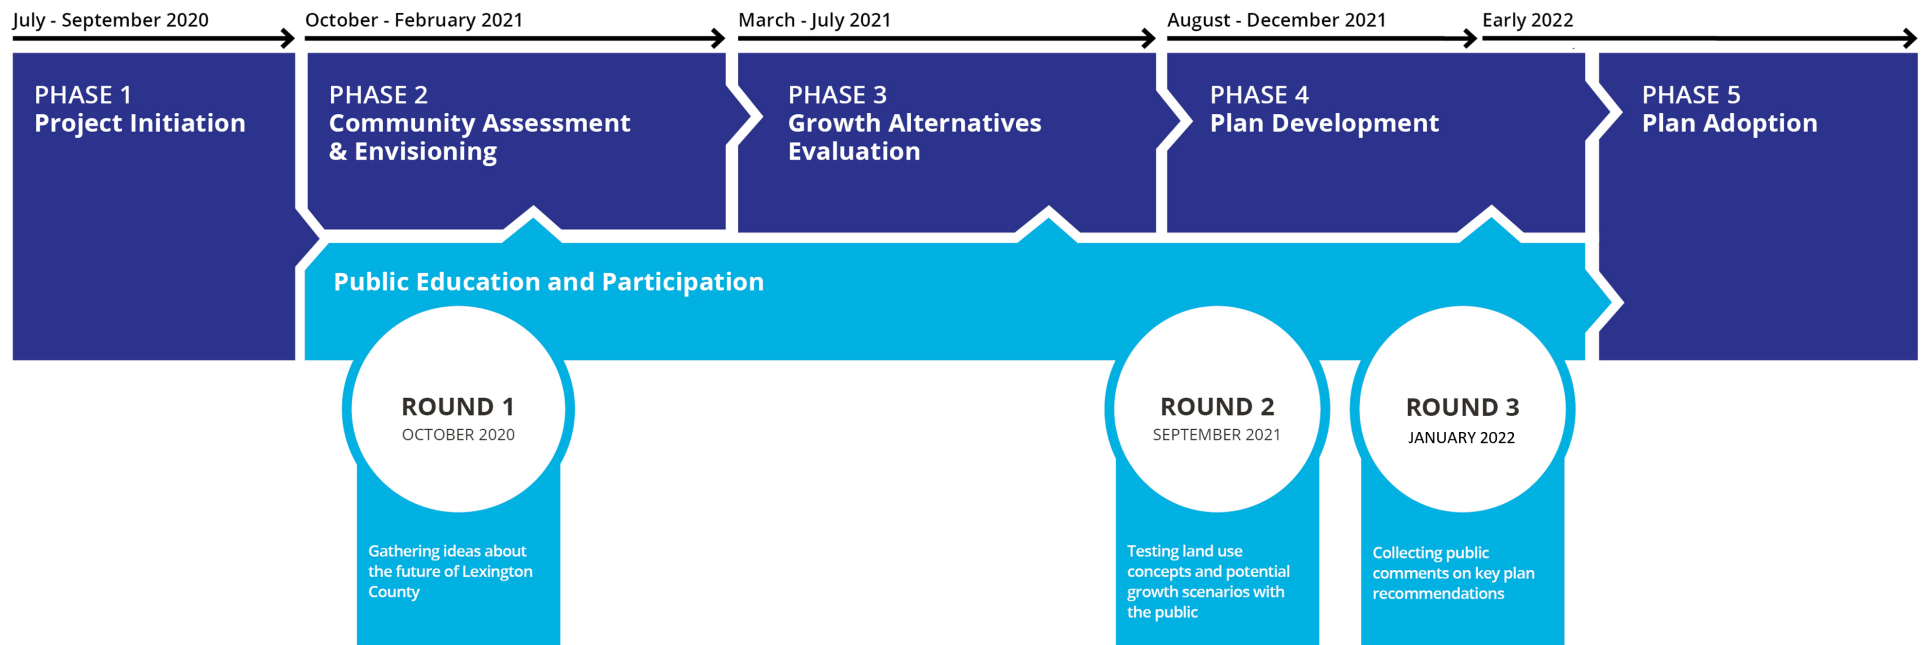 July - September 2020
October - February 2021
March - July 2021
August - December 2021
Early 2022
PHASE 1
Project Initiation
PHASE 2
Community Assessment
& Envisioning
PHASE 3
Growth Alternatives
Evaluation
PHASE 4
Plan Development
PHASE 5
Plan Adoption
Public Education and Participation
ROUND 1
OCTOBER 2020
Gathering ideas about
the future of Lexington
County
ROUND 2
SEPTEMBER 2021
Testing land use
concepts and potential
growth scenarios with
the public
ROUND 3
JANUARY 2022
Collecting public
comments on key plan
recommendations